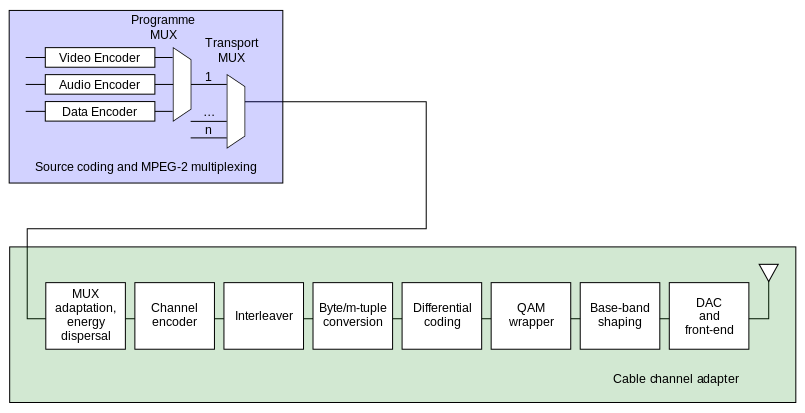 Programme
MUX
Transport
MUX
Video Encoder
Audio Encoder
Data Encoder
1
...
n
Source coding and MPEG-2 multiplexing
MUX
adaptation,
energy
dispersal
Channel
encoder
Interleaver
Byte/m-tuple
conversion
Differential
coding
QAM
wrapper
Base-band
shaping
DAC
and
front-end
Cable channel adapter